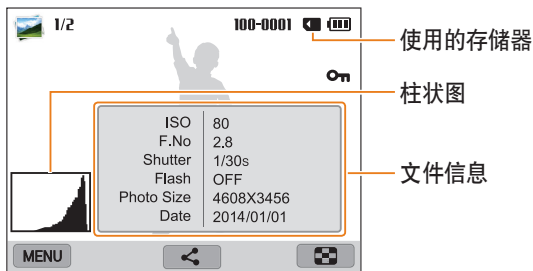 1/2
100-0001
使用的存储器
柱状图
ISO 80
F.No 2.8
Shutter 1/30s
Flash OFF
Photo Size 4608X3456
Date 2014/01/01
文件信息
MENU